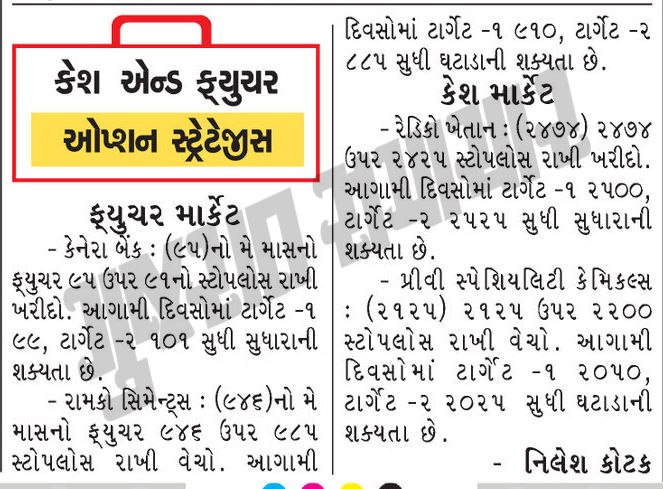 કેશ એન્ડ ફ્યુચર
ઓપ્શન સ્ટ્રેટેજીસ
ફ્યુચર માર્કેટ
- કેનેરા બેંક : (૯૫)નો મે માસનો
ફ્યુચર ૯૫ ઉપર ૯૧નો સ્ટોપલોસ રાખી
ખરીદો. આગામી દિવસોમાં ટાર્ગેટ -૧
૯૯, ટાર્ગેટ -૨ ૧૦૧ સુધી સુધારાની
શક્યતા છે.
- રામકો સિમેન્ટ્સ : (૯૪૬)નો મે
માસનો ફ્યુચર ૯૪૬ ઉપર ૯૮૫
સ્ટોપલોસ રાખી વેચો. આગામી
દિવસોમાં ટાર્ગેટ -૧ ૯૧૦, ટાર્ગેટ -૨
૮૮૫ સુધી ઘટાડાની શક્યતા છે.
કેશ માર્કેટ
- રેડિકો ખેતાન : (૨૪૭૪) ૨૪૭૪
ઉપર ૨૪૨૫ સ્ટોપલોસ રાખી ખરીદો.
આગામી દિવસોમાં ટાર્ગેટ -૧ ૨૫૦૦,
ટાર્ગેટ -૨ ૨૫૨૫ સુધી સુધારાની
શક્યતા છે.
- પ્રીવી સ્પેશિયલિટી કેમિકલ્સ
: (૨૧૨૫) ૨૧૨૫ ઉપર ૨૨૦૦
સ્ટોપલોસ રાખી વેચો. આગામી
દિવસોમાં ટાર્ગેટ -૧ ૨૦૫૦,
ટાર્ગેટ -૨ ૨૦૨૫ સુધી ઘટાડાની
શક્યતા છે.
- નિલેશ કોટક
ગુજરાત સમાચાર